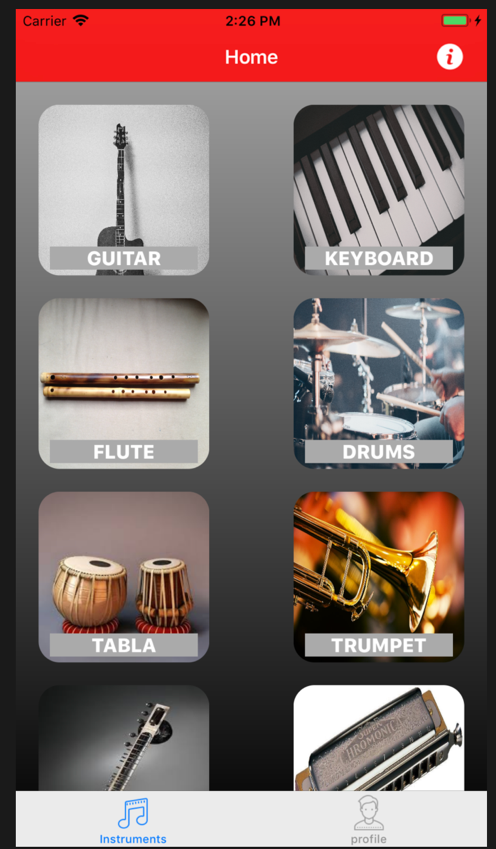 Carrier 2:26 PM
Home
GUITAR KEYBOARD
FLUTE DRUMS
TABLA TRUMPET
Instruments profile